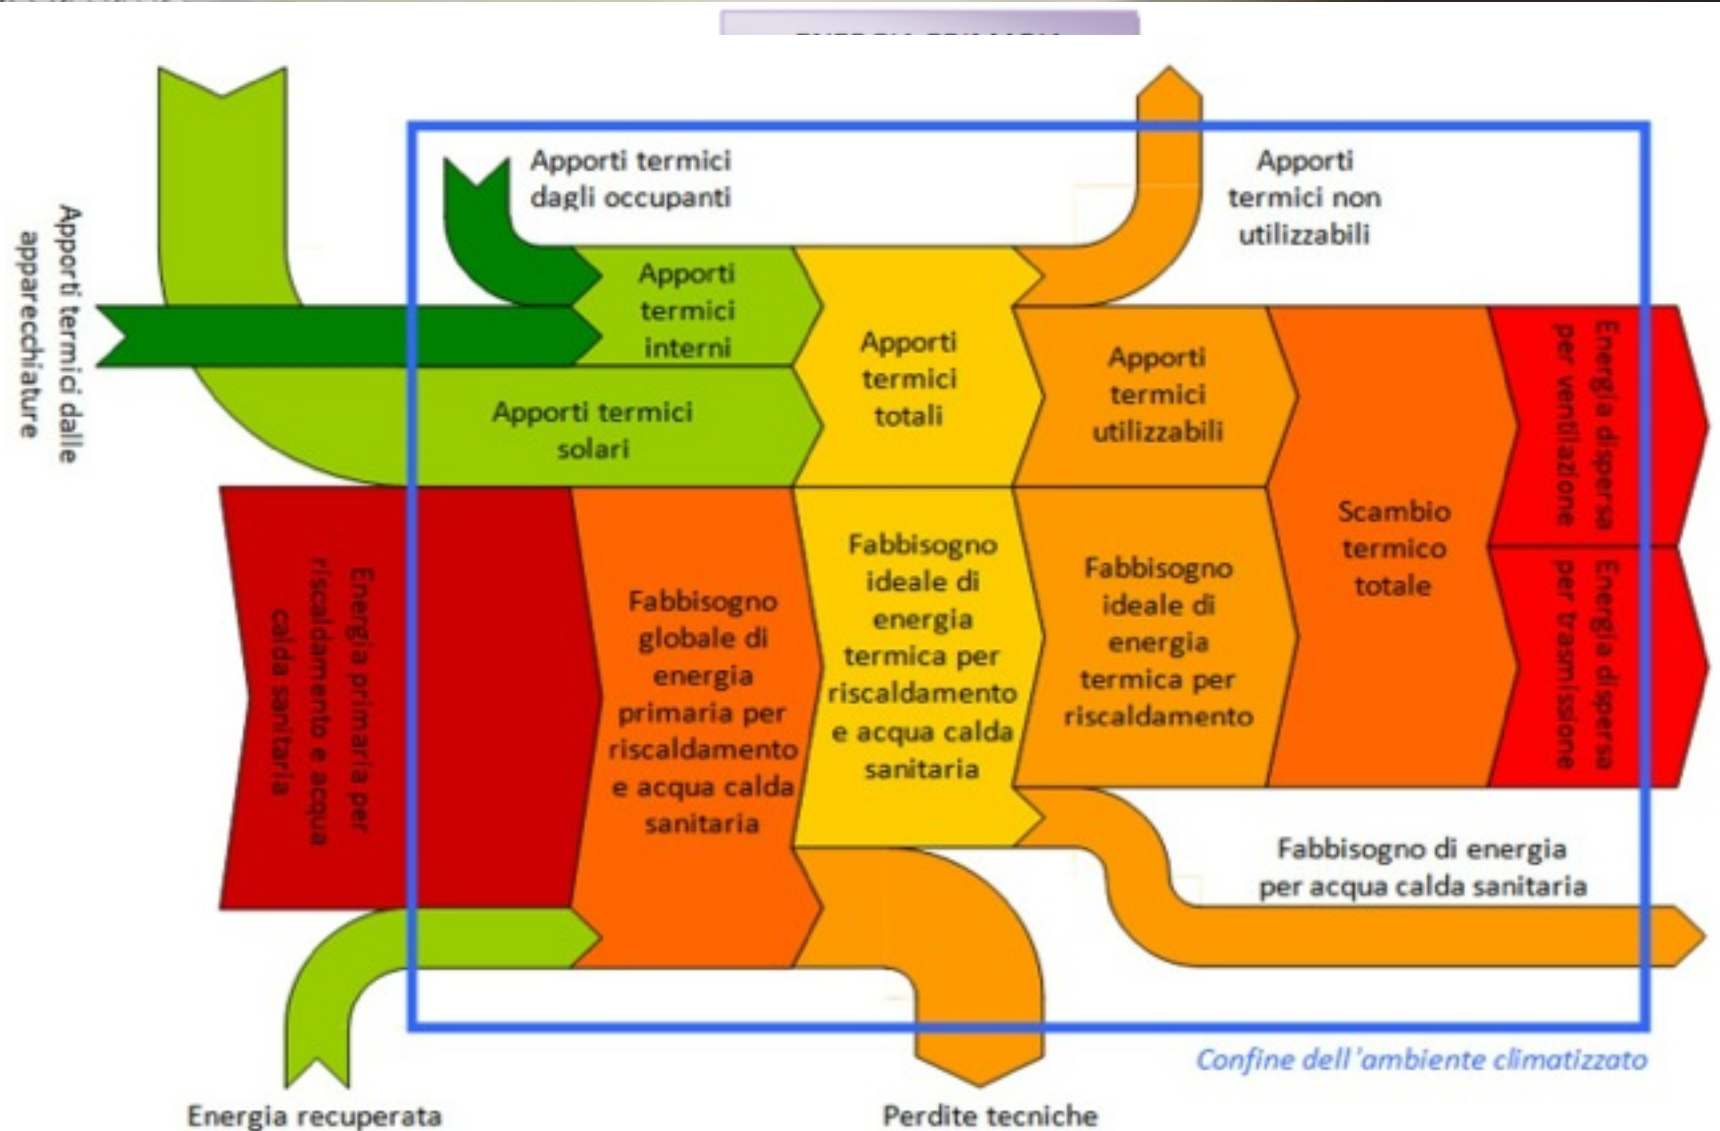 Apporti termici
dagli occupanti
Apporti
termici non
utilizzabili
Apporti termici dalle
apparecchiature
Apporti
termici
interni
Apporti termici
solari
Apporti
termici
totali
Apporti
termici
utilizzabili
Energia dispersa
per ventilazione
Scambio
termico
totale
Energia dispersa
per trasmissione
Energia primaria per
riscaldamento e acqua
calda sanitaria
Fabbisogno
globale di
energia
primaria per
riscaldamento
e acqua calda
sanitaria
Fabbisogno
ideale di
energia
termica per
riscaldamento
e acqua calda
sanitaria
Fabbisogno
ideale di
energia
termica per
riscaldamento
Fabbisogno di energia
per acqua calda sanitaria
Confine dell'ambiente climatizzato
Energia recuperata
Perdite tecniche